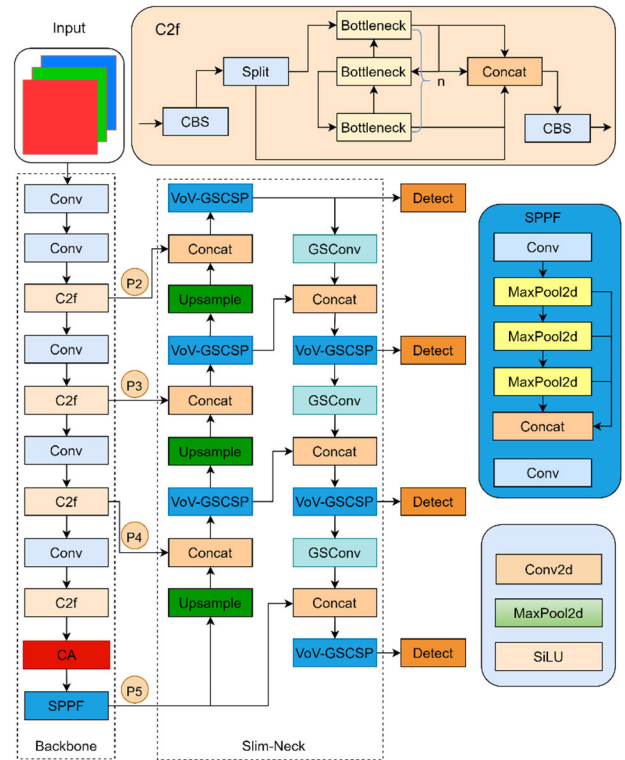 Input
C2f
Bottleneck
Split
Bottleneck
n
Concat
CBS
Bottleneck
CBS
Conv
Conv
C2f
Conv
C2f
Conv
C2f
Conv
C2f
CA
SPPF
Backbone
P2
P3
P4
P5
VoV-GSCSP
Concat
Upsample
VoV-GSCSP
Concat
Upsample
VoV-GSCSP
Concat
Upsample
GSConv
Concat
VoV-GSCSP
GSConv
Concat
VoV-GSCSP
GSConv
Concat
VoV-GSCSP
Slim-Neck
Detect
Detect
Detect
Detect
SPPF
Conv
MaxPool2d
MaxPool2d
MaxPool2d
Concat
Conv
Conv2d
MaxPool2d
SiLU